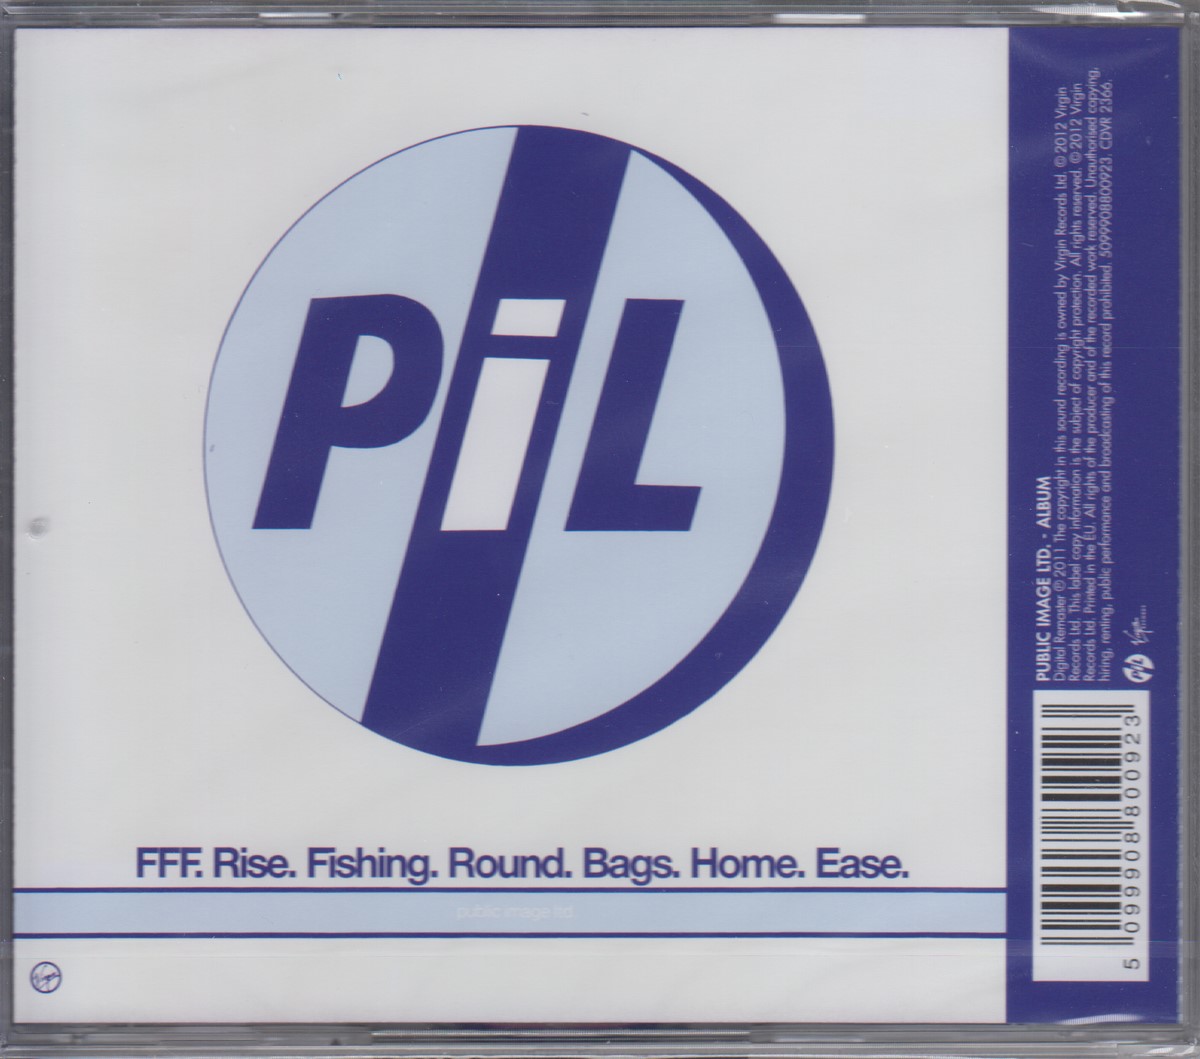 PiL
FFF. Rise. Fishing. Round. Bags. Home. Ease.
public image ltd.
Virgin
PUBLIC IMAGE LTD. - ALBUM
Digital Remaster ℗ 2011 The copyright in this sound recording is owned by Virgin Records Ltd. © 2012 Virgin
Records Ltd. This label copy information is the subject of copyright protection. All rights reserved. © 2012 Virgin
Records Ltd. Printed in the EU. All rights of the producer and of the recorded work reserved. Unauthorised copying,
hiring, renting, public performance and broadcasting of this record prohibited. 5099908800923. CDVR 2366.
PiL Virgin
5 099908 800923